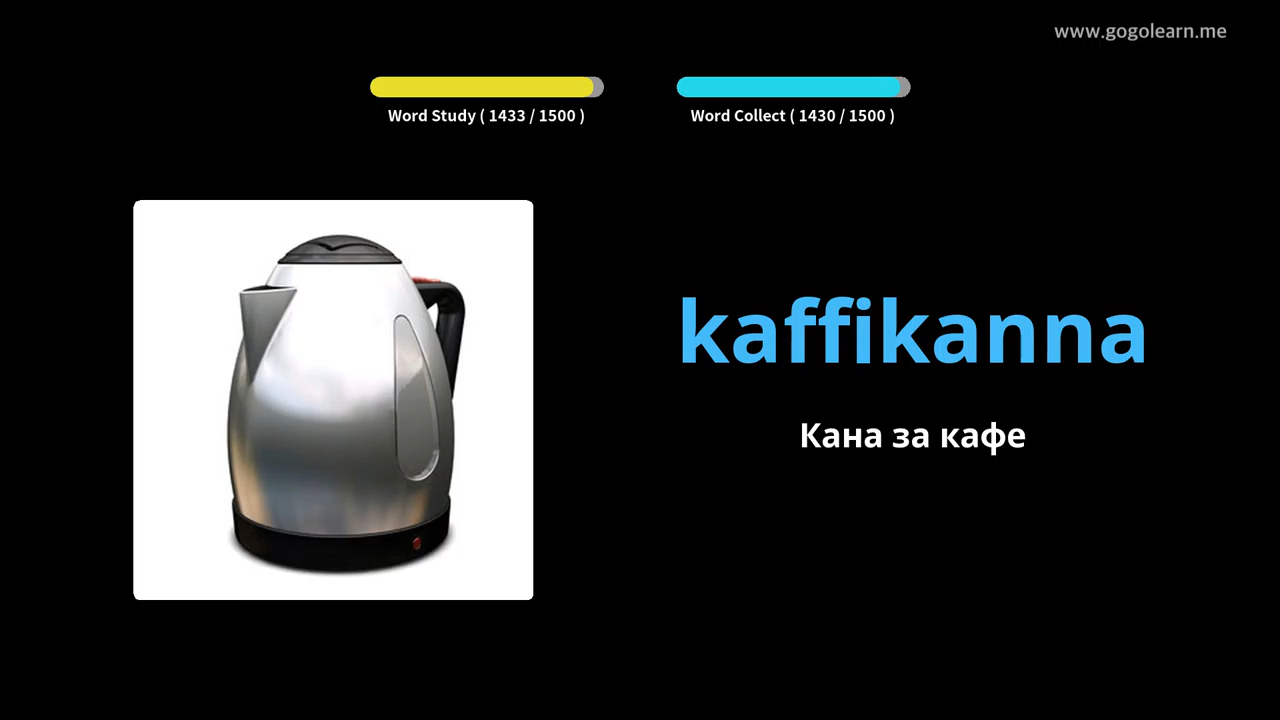 www.gogolearn.me
Word Study ( 1433 / 1500 )
Word Collect ( 1430 / 1500 )
kaffikanna
Кана за кафе